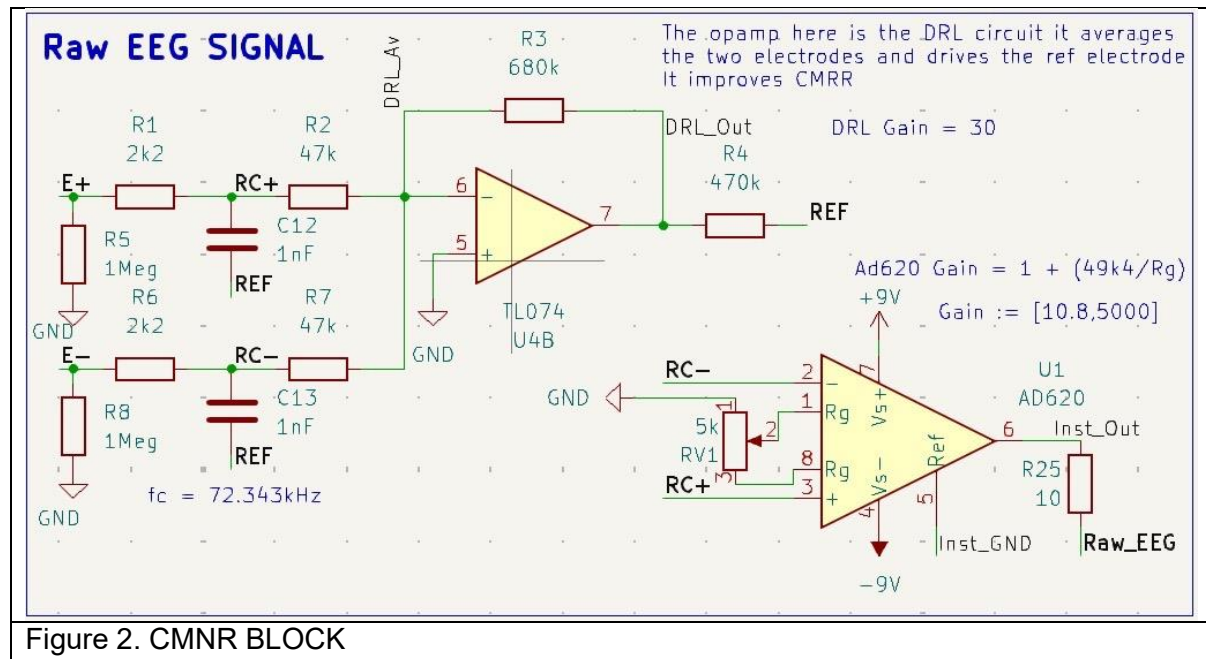 Raw EEG SIGNAL
The opamp here is the DRL circuit it averages
the two electrodes and drives the ref electrode
It improves CMRR
DRL_Av
R3
680k
DRL_Out
DRL Gain = 30
R1
2k2
R2
47k
R4
470k
E+
RC+
6
-
7
REF
R5
1Meg
C12
1nF
5
+
REF
GND
R6
2k2
R7
47k
GND
TL074
U4B
Ad620 Gain = 1 + (49k4/Rg)
+9V
Gain := [10.8,5000]
E-
RC-
R8
1Meg
C13
1nF
REF
GND
fc = 72.343kHz
RC-
2
-
7
Vs+
U1
AD620
GND
1
5k
RV1
2
3
1
Rg
8
Rg
RC+
3
+
6
Inst_Out
Ref
Vs-
4
5
R25
10
Inst_GND
Raw_EEG
-9V
Figure 2. CMNR BLOCK